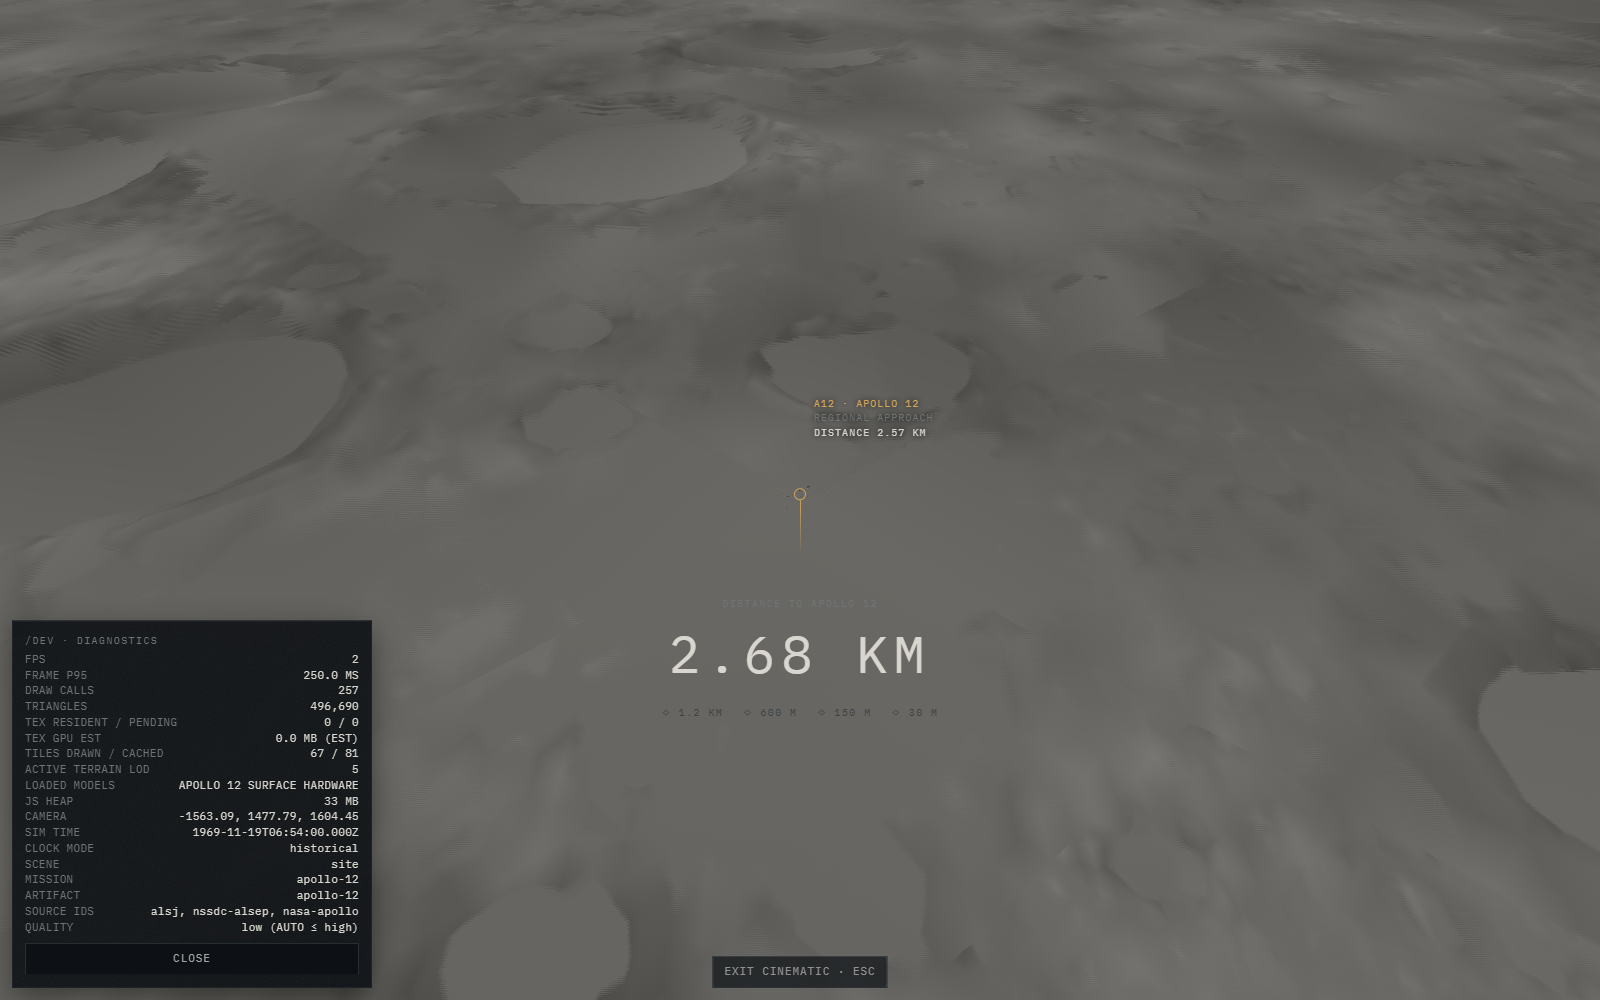 A12 · APOLLO 12
REGIONAL APPROACH
DISTANCE 2.57 KM
DISTANCE TO APOLLO 12
2.68 KM
◇ 1.2 KM ◇ 600 M ◇ 150 M ◇ 30 M
/DEV · DIAGNOSTICS
FPS 2
FRAME P95 250.0 MS
DRAW CALLS 257
TRIANGLES 496,690
TEX RESIDENT / PENDING 0 / 0
TEX GPU EST 0.0 MB (EST)
TILES DRAWN / CACHED 67 / 81
ACTIVE TERRAIN LOD 5
LOADED MODELS APOLLO 12 SURFACE HARDWARE
JS HEAP 33 MB
CAMERA -1563.09, 1477.79, 1604.45
SIM TIME 1969-11-19T06:54:00.000Z
CLOCK MODE historical
SCENE site
MISSION apollo-12
ARTIFACT apollo-12
SOURCE IDS alsj, nssdc-alsep, nasa-apollo
QUALITY low (AUTO ≤ high)
CLOSE
EXIT CINEMATIC · ESC